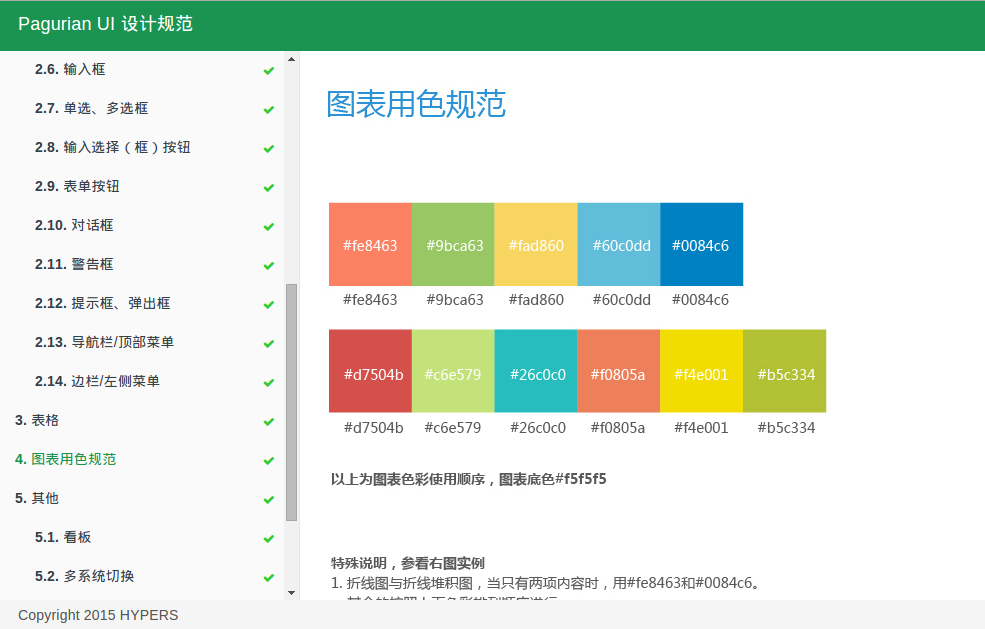 Pagurian UI 设计规范
2.6. 输入框
2.7. 单选、多选框
2.8. 输入选择（框）按钮
2.9. 表单按钮
2.10. 对话框
2.11. 警告框
2.12. 提示框、弹出框
2.13. 导航栏/顶部菜单
2.14. 边栏/左侧菜单
3. 表格
4. 图表用色规范
5. 其他
5.1. 看板
5.2. 多系统切换
图表用色规范
#fe8463 #9bca63 #fad860 #60c0dd #0084c6
#fe8463 #9bca63 #fad860 #60c0dd #0084c6
#d7504b #c6e579 #26c0c0 #f0805a #f4e001 #b5c334
#d7504b #c6e579 #26c0c0 #f0805a #f4e001 #b5c334
以上为图表色彩使用顺序，图表底色#f5f5f5
特殊说明，参看右图实例
1. 折线图与折线堆积图，当只有两项内容时，用#fe8463和#0084c6。
Copyright 2015 HYPERS